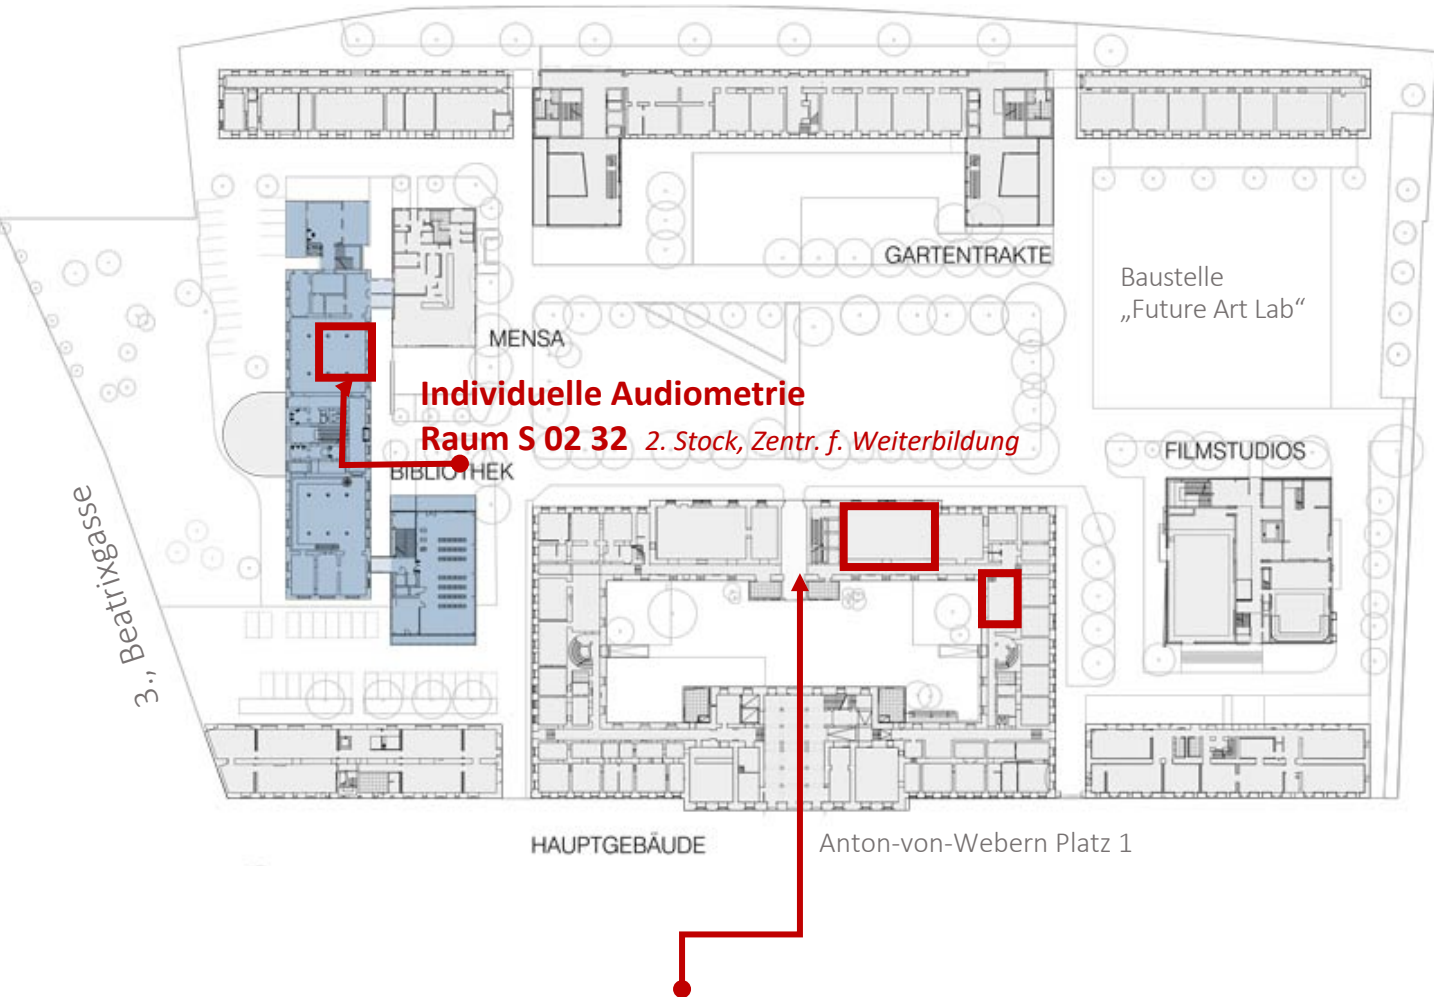 GARTENTRAKTE
Baustelle
„Future Art Lab“
MENSA
Individuelle Audiometrie
Raum S 02 32 2. Stock, Zentr. f. Weiterbildung
BIBLIOTHEK
FILMSTUDIOS
3., Beatrixgasse
HAUPTGEBÄUDE
Anton-von-Webern Platz 1